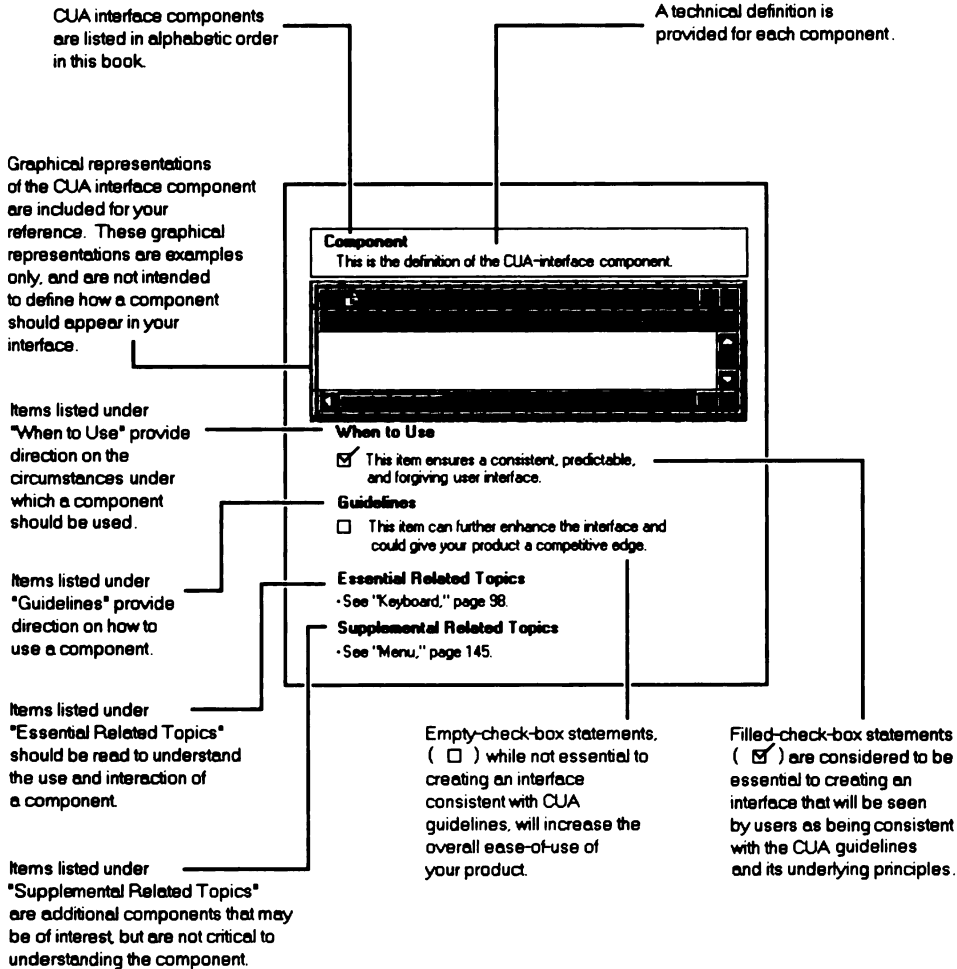 CUA interface components
are listed in alphabetic order
in this book.
A technical definition is
provided for each component.
Graphical representations
of the CUA interface component
are included for your
reference. These graphical
representations are examples
only, and are not intended
to define how a component
should appear in your
interface.
Component
This is the definition of the CUA-interface component.
Items listed under
"When to Use" provide
direction on the
circumstances under
which a component
should be used.
When to Use
☑ This item ensures a consistent, predictable,
and forgiving user interface.
Guidelines
☐ This item can further enhance the interface and
could give your product a competitive edge.
Items listed under
"Guidelines" provide
direction on how to
use a component.
Essential Related Topics
· See "Keyboard," page 98.
Supplemental Related Topics
· See "Menu," page 145.
Items listed under
"Essential Related Topics"
should be read to understand
the use and interaction of
a component.
Empty-check-box statements,
( ☐ ) while not essential to
creating an interface
consistent with CUA
guidelines, will increase the
overall ease-of-use of
your product.
Filled-check-box statements
( ☑ ) are considered to be
essential to creating an
interface that will be seen
by users as being consistent
with the CUA guidelines
and its underlying principles.
Items listed under
"Supplemental Related Topics"
are additional components that may
be of interest, but are not critical to
understanding the component.